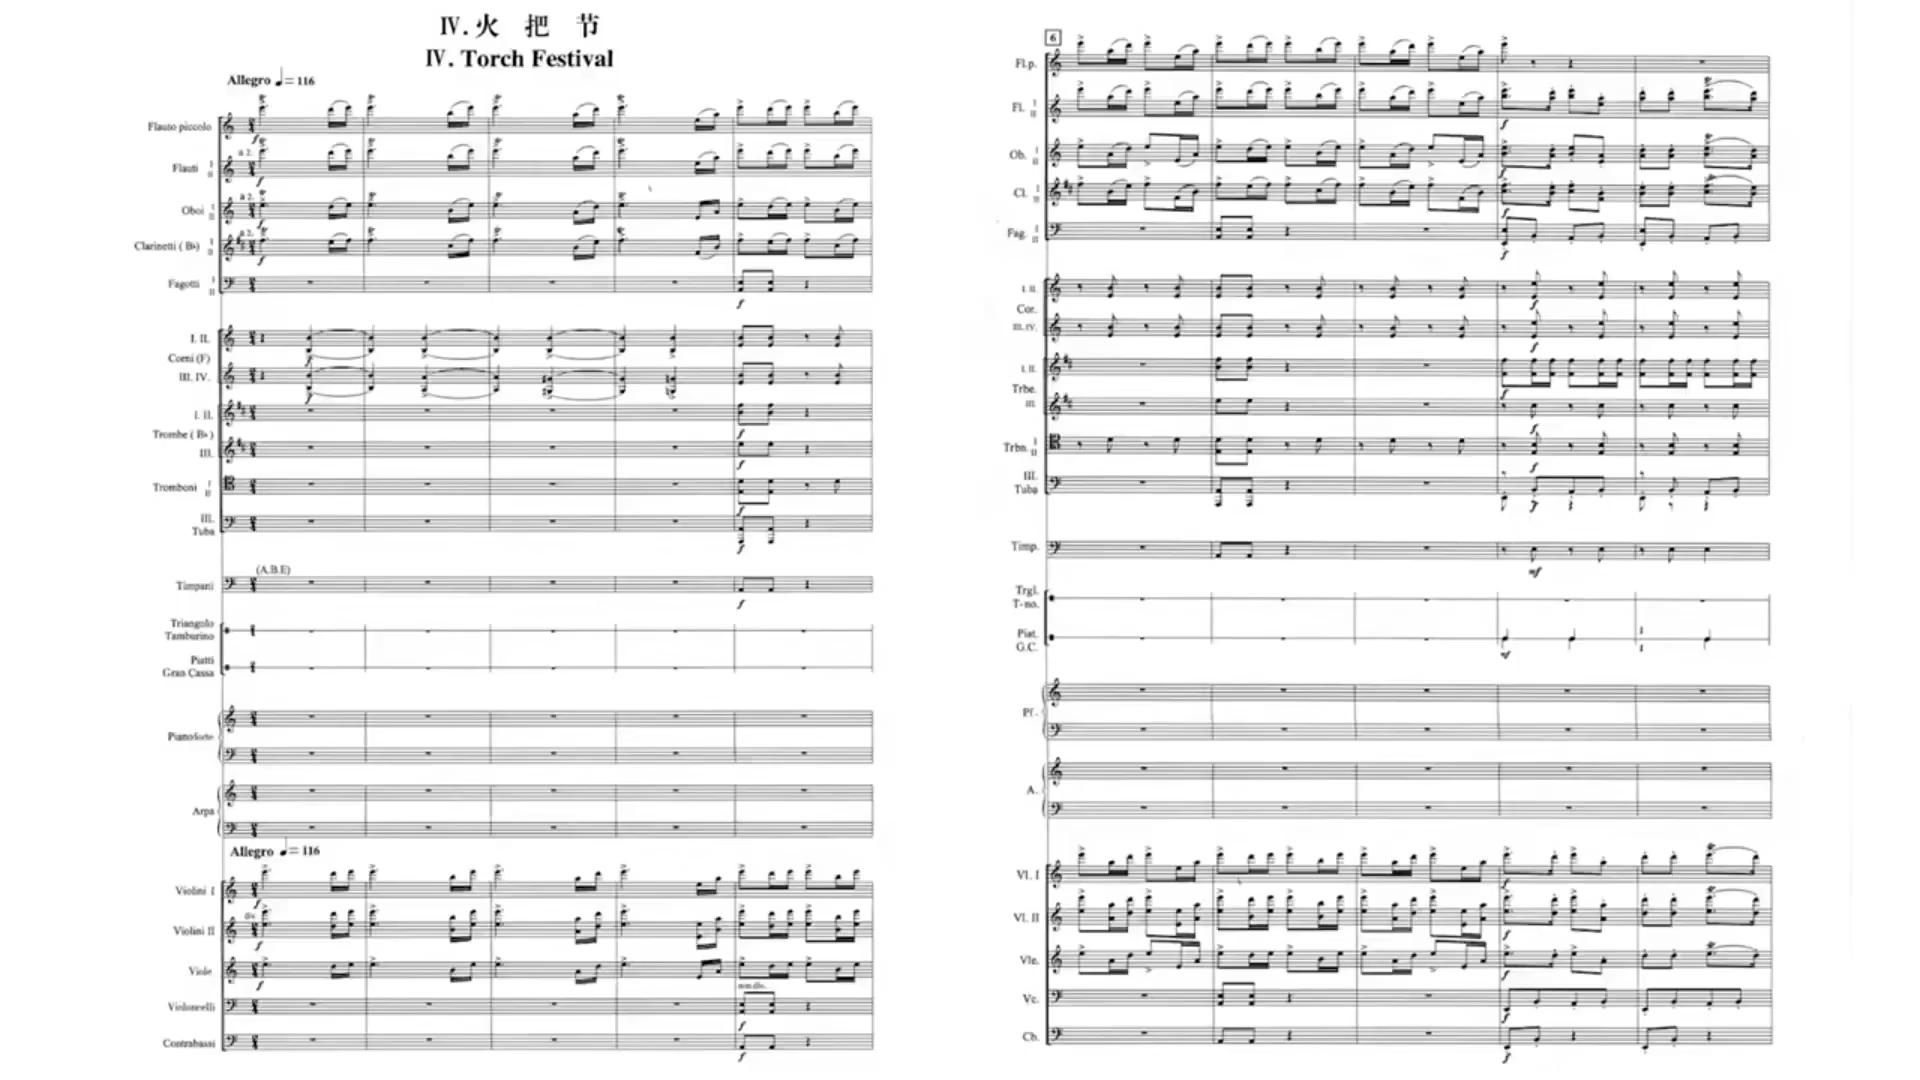 Ⅳ. 火 把 节
Ⅳ. Torch Festival
Allegro ♩= 116
Flauto piccolo
f
Flauti I II
a 2.
f
Oboi I II
a 2.
f
Clarinetti ( B♭) I II
a 2.
f
Fagotti I II
f
I. II.
f
Corni (F)
III. IV.
f
I. II.
f
Trombe ( B♭ )
III.
f
Tromboni I II
f
III.
Tuba
f
(A.B.E)
Timpani
f
Triangolo
Tamburino
Piatti
Gran Cassa
Pianoforte
Arpa
Allegro ♩= 116
Violini I
f
div.
Violini II
f
Viole
f
non div.
Violoncelli
f
Contrabassi
f
6
Fl.p.
Fl. I II
f
Ob. I II
f
Cl. I II
f
Fag. I II
f
I. II.
f
Cor.
III. IV.
f
I. II.
f
Trbe.
III.
f
Trbn. I II
f
III.
Tuba
f
Timp.
mf
Trgl.
T-no.
Piat.
G.C.
mf
Pf.
A.
Vl. I
f
Vl. II
f
Vle.
f
Vc.
f
Cb.
f